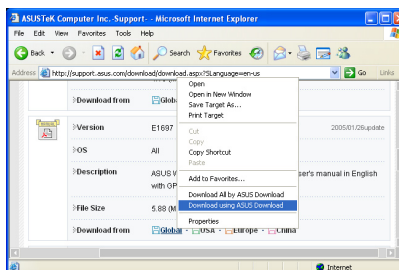 ASUSTeK Computer Inc. -Support- - Microsoft Internet Explorer
File Edit View Favorites Tools Help
Back Search Favorites
Address http://support.asus.com/download/download.aspx?SLanguage=en-us Go Links
Download from Glob
Open
Open in New Window
Save Target As...
Print Target
Cut
Copy
Copy Shortcut
Paste
Add to Favorites...
Download All by ASUS Download
Download using ASUS Download
Properties
Version E1697 2005/01/26update
OS All
Description ASUS W ser's manual in English
with GP
File Size 5.88 (M
Download from Global - USA - Europe - China
Internet